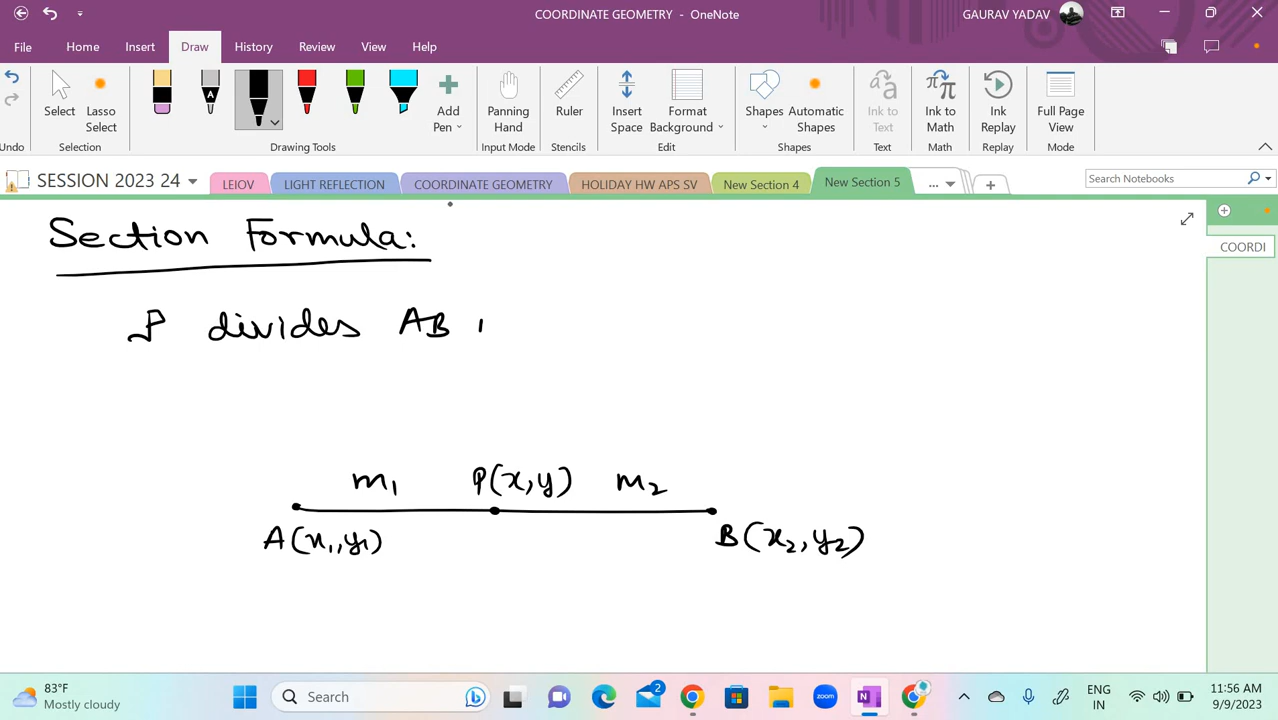 COORDINATE GEOMETRY - OneNote
GAURAV YADAV
File Home Insert Draw History Review View Help
Undo
Select
Lasso Select
Add Pen
Panning Hand
Ruler
Insert Space
Format Background
Shapes
Automatic Shapes
Ink to Text
Ink to Math
Ink Replay
Full Page View
Selection Drawing Tools Input Mode Stencils Edit Shapes Text Math Replay Mode
SESSION 2023 24 LEIOV LIGHT REFLECTION COORDINATE GEOMETRY HOLIDAY HW APS SV New Section 4 New Section 5 ... Search Notebooks
COORDI
Section Formula:
P divides AB
m₁ P(x,y) m₂
A(x₁,y₁) B(x₂,y₂)
83°F
Mostly cloudy
Search
2
zoom
ENG
IN
11:56 AM
9/9/2023